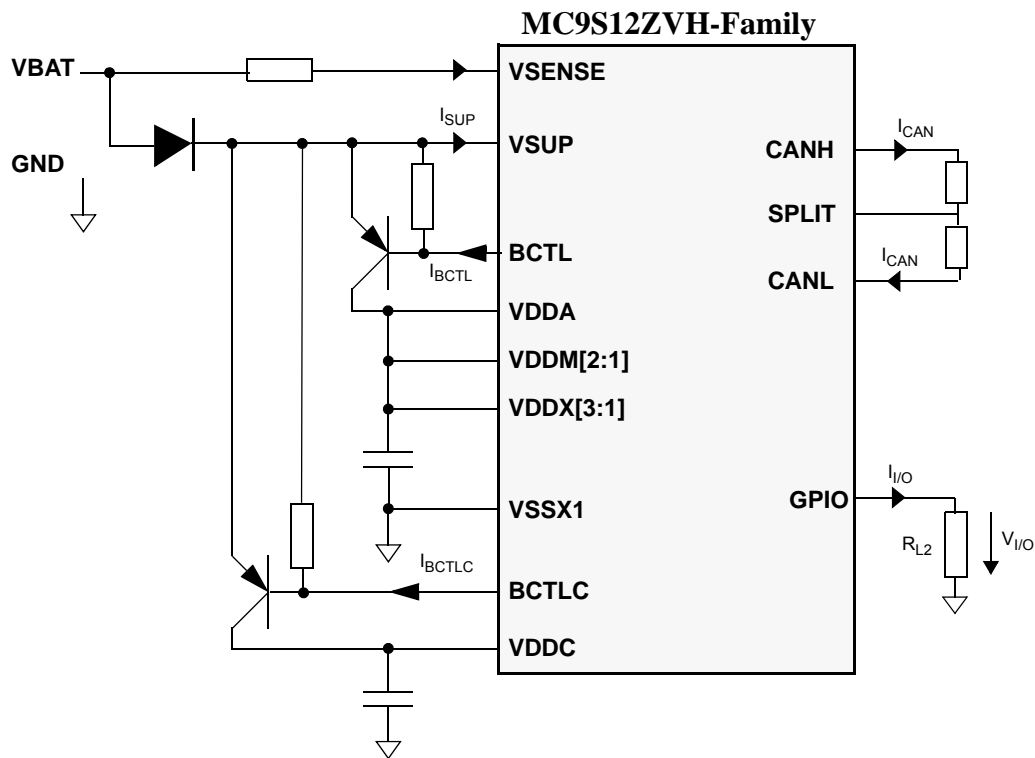 MC9S12ZVH-Family
VBAT
VSENSE
I_SUP
VSUP
GND
I_CAN
CANH
SPLIT
I_CAN
CANL
I_BCTL
BCTL
VDDA
VDDM[2:1]
VDDX[3:1]
VSSX1
I_I/O
GPIO
R_L2
V_I/O
I_BCTLC
BCTLC
VDDC